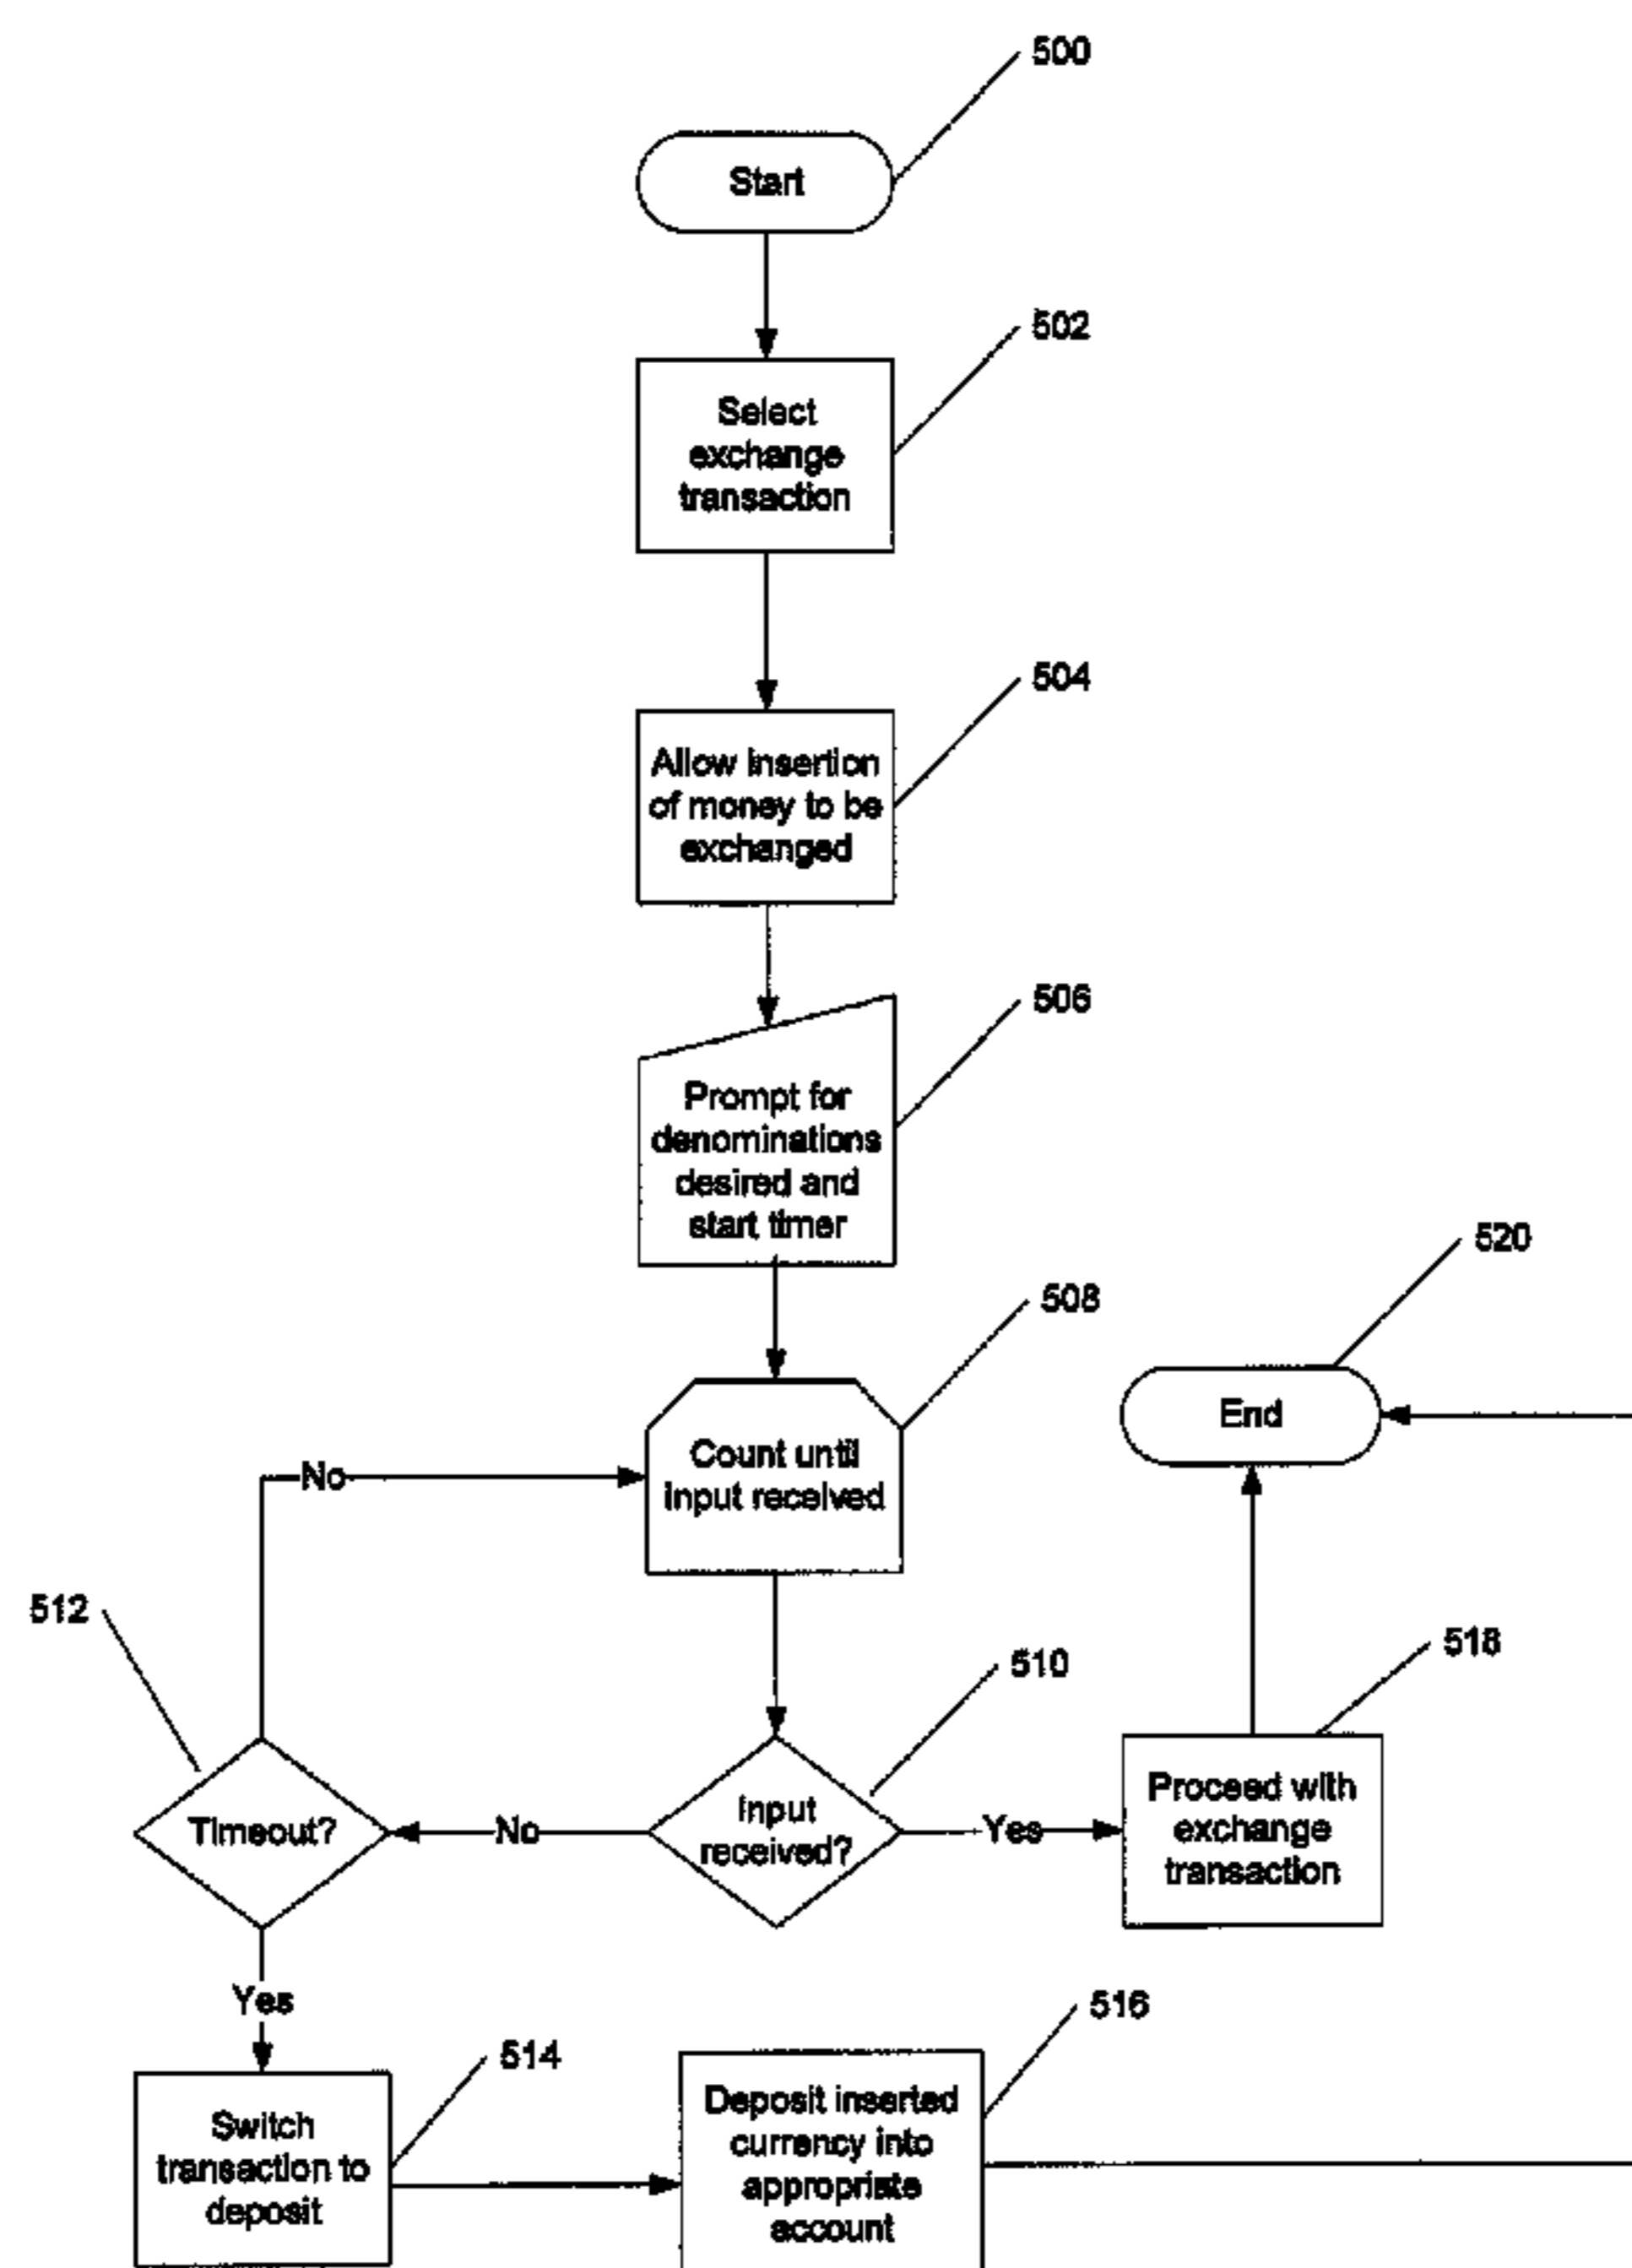 500
Start
502
Select
exchange
transaction
504
Allow insertion
of money to be
exchanged
506
Prompt for
denominations
desired and
start timer
508
520
End
Count until
input received
No
512
510
518
Timeout?
No
Input
received?
Yes
Proceed with
exchange
transaction
Yes
514
516
Switch
transaction to
deposit
Deposit inserted
currency into
appropriate
account